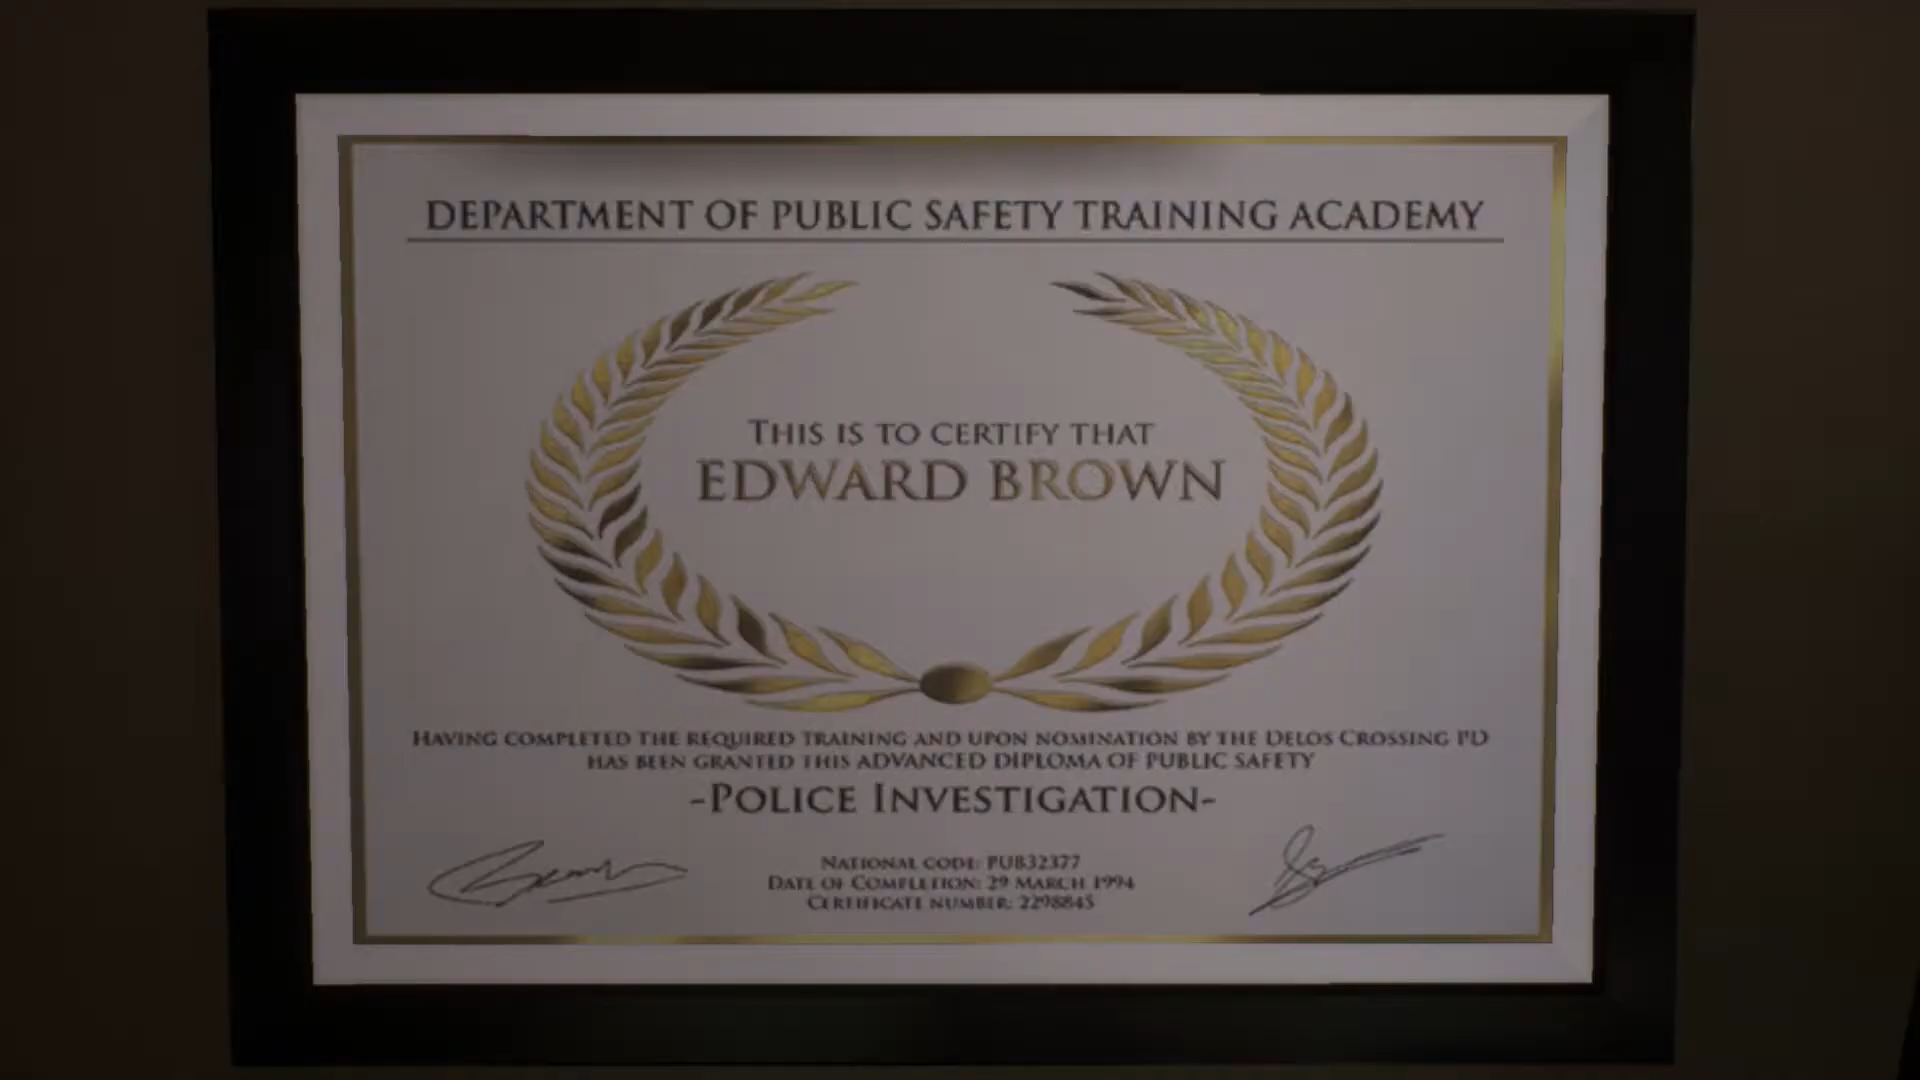 DEPARTMENT OF PUBLIC SAFETY TRAINING ACADEMY
THIS IS TO CERTIFY THAT
EDWARD BROWN
HAVING COMPLETED THE REQUIRED TRAINING AND UPON NOMINATION BY THE DELOS CROSSING PD
HAS BEEN GRANTED THIS ADVANCED DIPLOMA OF PUBLIC SAFETY
-POLICE INVESTIGATION-
NATIONAL CODE: PUB32377
DATE OF COMPLETION: 29 MARCH 1994
CERTIFICATE NUMBER: 2298845